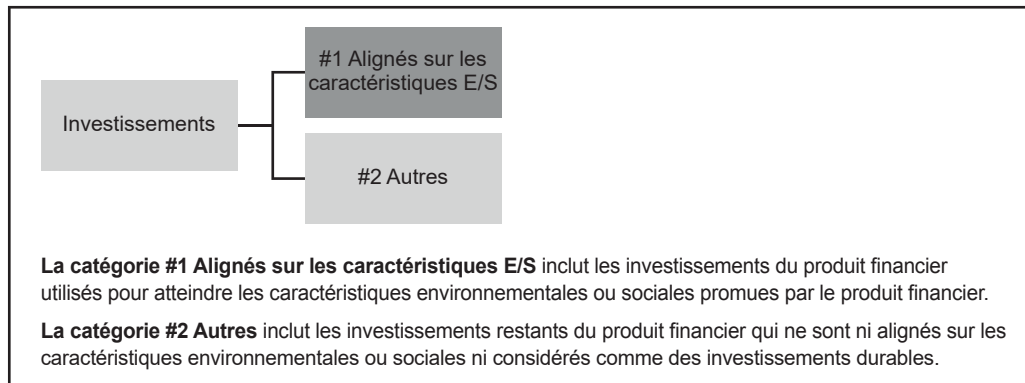 #1 Alignés sur les
caractéristiques E/S
Investissements
#2 Autres
La catégorie #1 Alignés sur les caractéristiques E/S inclut les investissements du produit financier
utilisés pour atteindre les caractéristiques environnementales ou sociales promues par le produit financier.
La catégorie #2 Autres inclut les investissements restants du produit financier qui ne sont ni alignés sur les
caractéristiques environnementales ou sociales ni considérés comme des investissements durables.